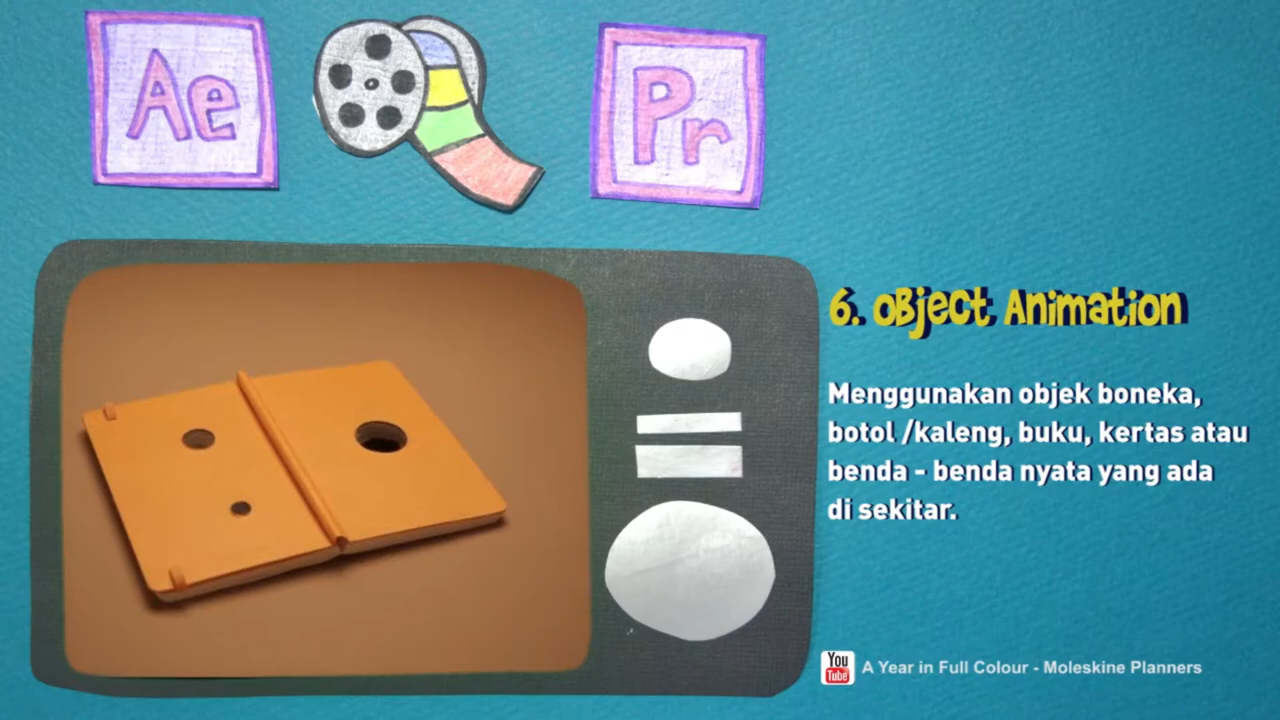 Ae
Pr
6. Object Animation
Menggunakan objek boneka,
botol /kaleng, buku, kertas atau
benda - benda nyata yang ada
di sekitar.
You
Tube
A Year in Full Colour - Moleskine Planners